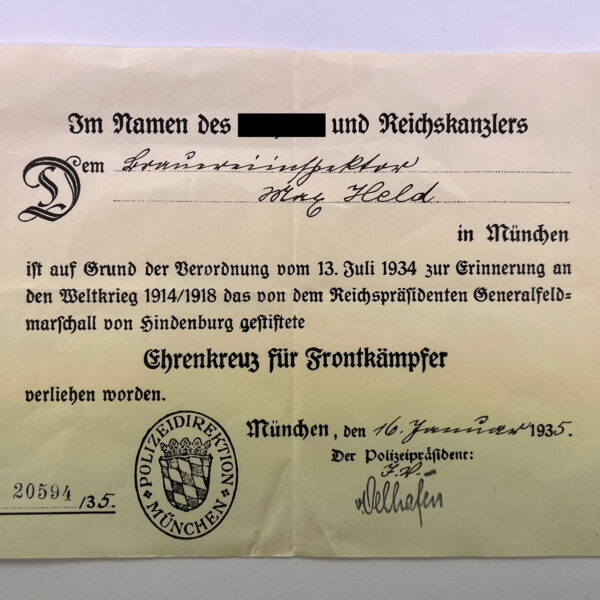 Im Namen des und Reichskanzlers
Dem Brauereiinspektor
Max Held
in München
ist auf Grund der Verordnung vom 13. Juli 1934 zur Erinnerung an
den Weltkrieg 1914/1918 das von dem Reichspräsidenten Generalfeld-
marschall von Hindenburg gestiftete
Ehrenkreuz für Frontkämpfer
verliehen worden.
München, den 16. Januar 1935.
Der Polizeipräsident:
J.V.
v. Oelhafen
POLIZEIDIREKTION
MÜNCHEN
20594 /35.